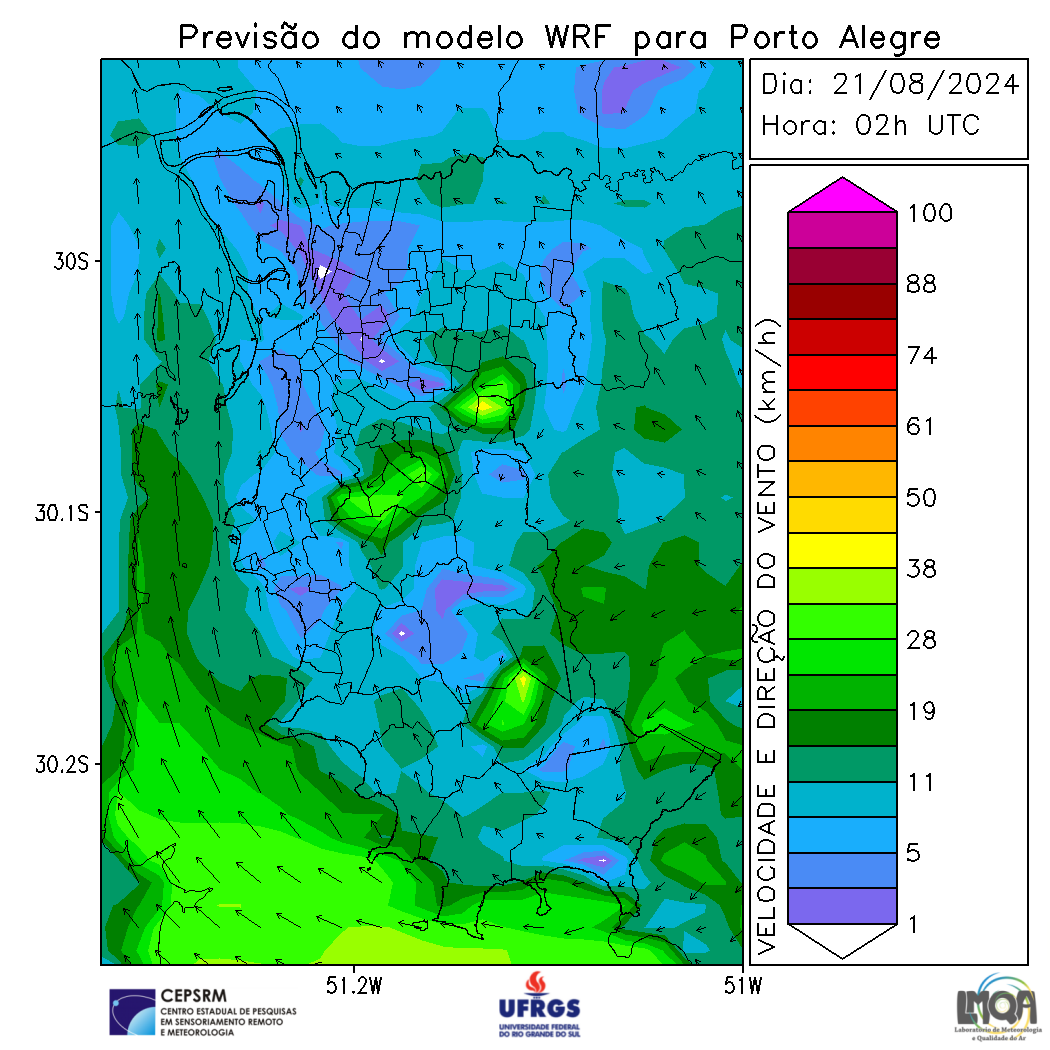 Previsão do modelo WRF para Porto Alegre
Dia: 21/08/2024
Hora: 02h UTC
30S
30.1S
30.2S
51.2W
51W
VELOCIDADE E DIREÇÃO DO VENTO (km/h)
100
88
74
61
50
38
28
19
11
5
1
CEPSRM
CENTRO ESTADUAL DE PESQUISAS
EM SENSORIAMENTO REMOTO
E METEOROLOGIA
UFRGS
UNIVERSIDADE FEDERAL
DO RIO GRANDE DO SUL
LMQA
Laboratório de Meteorologia
e Qualidade do Ar